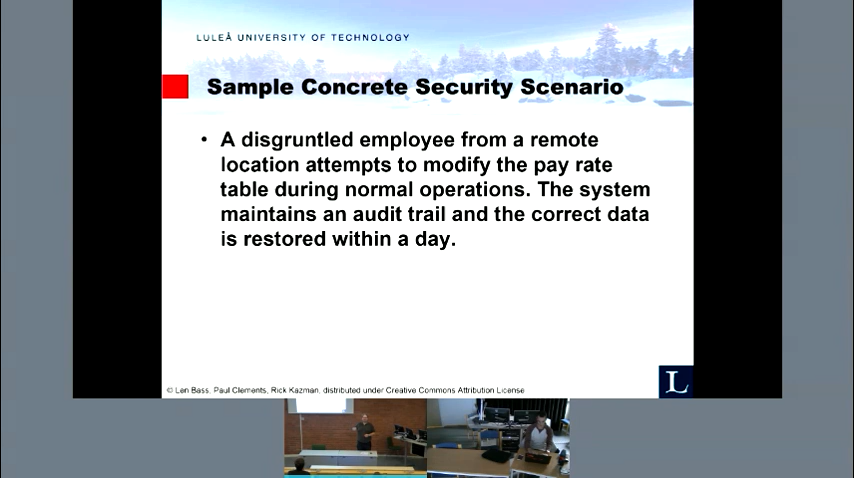 LULEÅ UNIVERSITY OF TECHNOLOGY
Sample Concrete Security Scenario
• A disgruntled employee from a remote
location attempts to modify the pay rate
table during normal operations. The system
maintains an audit trail and the correct data
is restored within a day.
© Len Bass, Paul Clements, Rick Kazman, distributed under Creative Commons Attribution License
L